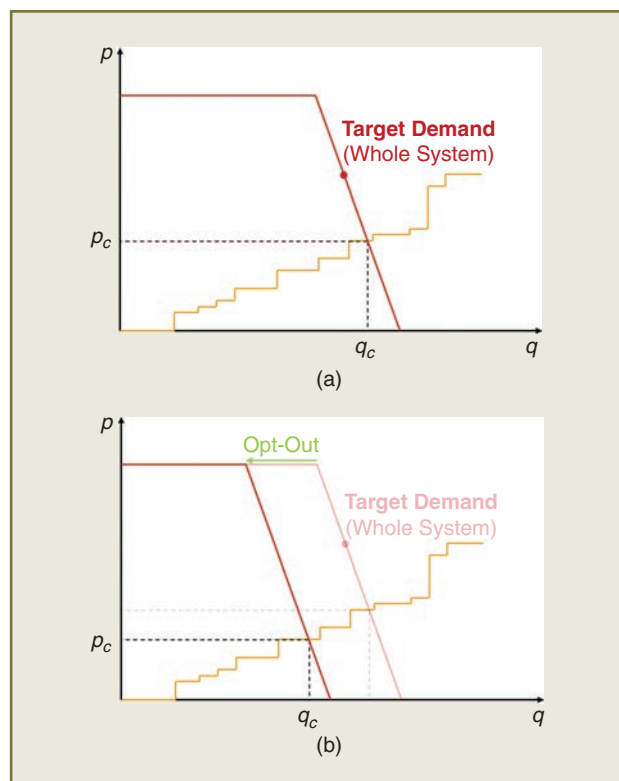 p
Target Demand
(Whole System)
p_c
q_c
q
(a)
p
Opt-Out
Target Demand
(Whole System)
p_c
q_c
q
(b)